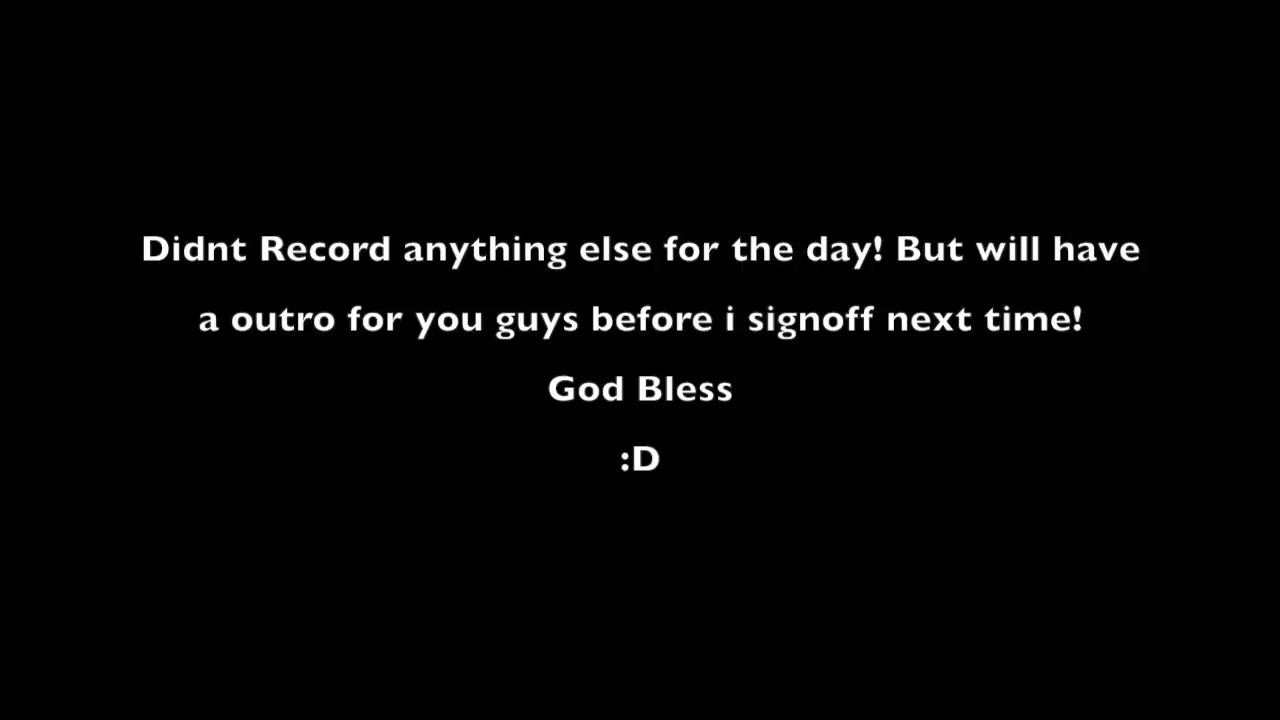 Didnt Record anything else for the day! But will have
a outro for you guys before i signoff next time!
God Bless
:D